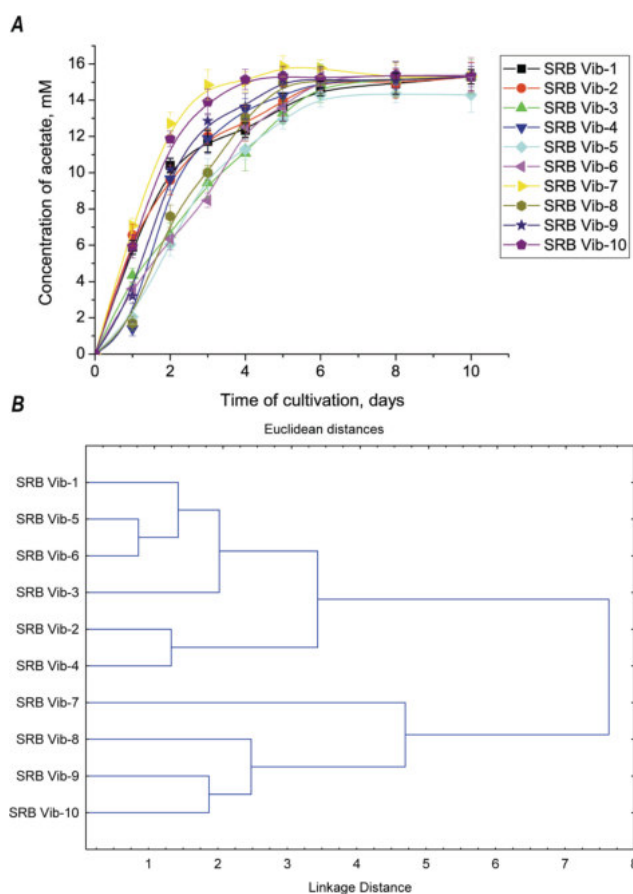 A
Concentration of acetate, mM
16
14
12
10
8
6
4
2
0
0 2 4 6 8 10
Time of cultivation, days
SRB Vib-1
SRB Vib-2
SRB Vib-3
SRB Vib-4
SRB Vib-5
SRB Vib-6
SRB Vib-7
SRB Vib-8
SRB Vib-9
SRB Vib-10
B
Euclidean distances
SRB Vib-1
SRB Vib-5
SRB Vib-6
SRB Vib-3
SRB Vib-2
SRB Vib-4
SRB Vib-7
SRB Vib-8
SRB Vib-9
SRB Vib-10
1 2 3 4 5 6 7 8
Linkage Distance